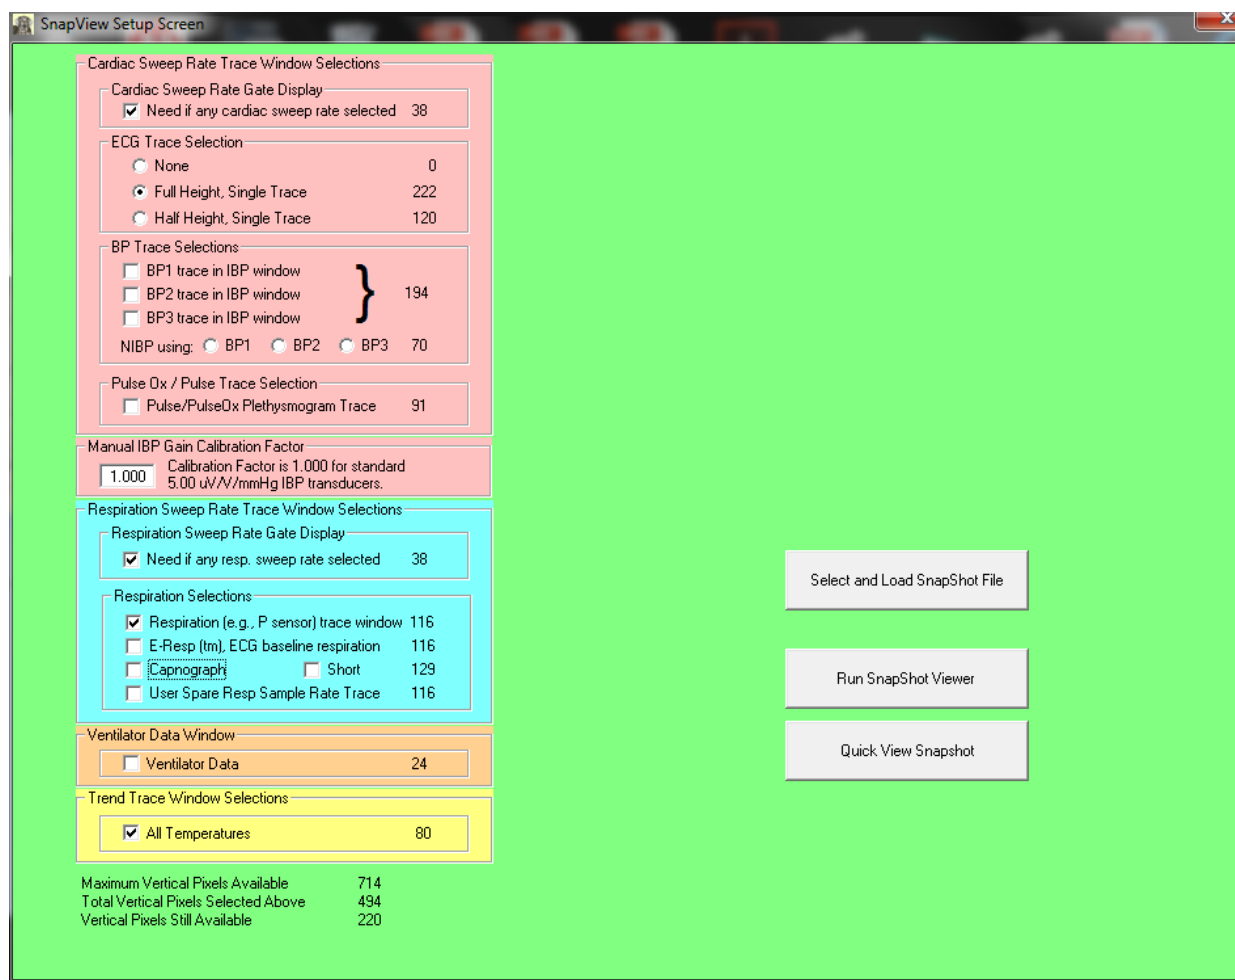 SnapView Setup Screen
Cardiac Sweep Rate Trace Window Selections
Cardiac Sweep Rate Gate Display
Need if any cardiac sweep rate selected 38
ECG Trace Selection
None 0
Full Height, Single Trace 222
Half Height, Single Trace 120
BP Trace Selections
BP1 trace in IBP window
BP2 trace in IBP window } 194
BP3 trace in IBP window
NIBP using: BP1 BP2 BP3 70
Pulse Ox / Pulse Trace Selection
Pulse/PulseOx Plethysmogram Trace 91
Manual IBP Gain Calibration Factor
1.000 Calibration Factor is 1.000 for standard
5.00 uV/V/mmHg IBP transducers.
Respiration Sweep Rate Trace Window Selections
Respiration Sweep Rate Gate Display
Need if any resp. sweep rate selected 38
Respiration Selections
Respiration (e.g., P sensor) trace window 116
E-Resp (tm), ECG baseline respiration 116
Capnograph Short 129
User Spare Resp Sample Rate Trace 116
Ventilator Data Window
Ventilator Data 24
Trend Trace Window Selections
All Temperatures 80
Maximum Vertical Pixels Available 714
Total Vertical Pixels Selected Above 494
Vertical Pixels Still Available 220
Select and Load SnapShot File
Run SnapShot Viewer
Quick View Snapshot